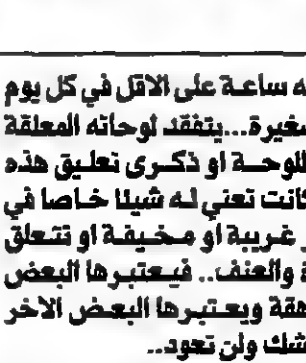 ه ساعة على الاقل في كل يوم
صغيرة...يتفقد لوحاته المعلقة
للوحة او ذكرى تعليق هذه
كانت تعني له شيئا خاصا في
غريبة او مخيفة او تتعلق
والعنف.. فيعتبرها البعض
هقة ويعتبرها البعض الاخر
شك ولن تعود...